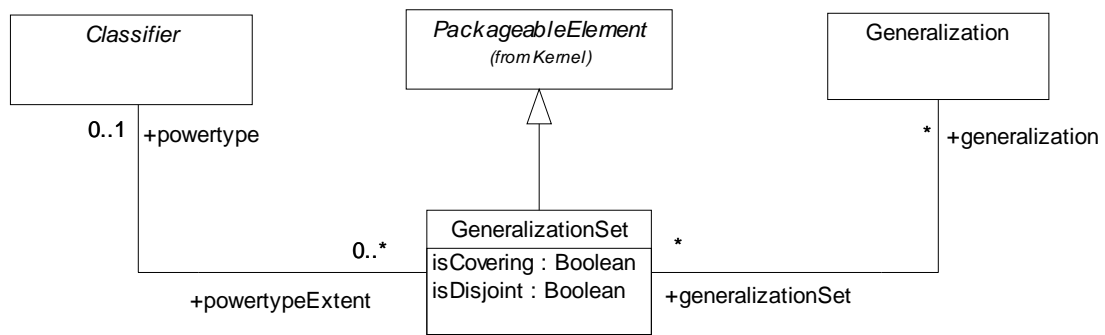 Classifier
PackageableElement
(from Kernel)
Generalization
0..1
+powertype
*
+generalization
GeneralizationSet
isCovering : Boolean
isDisjoint : Boolean
0..*
+powertypeExtent
*
+generalizationSet